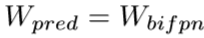 W_{pred} = W_{bifpn}